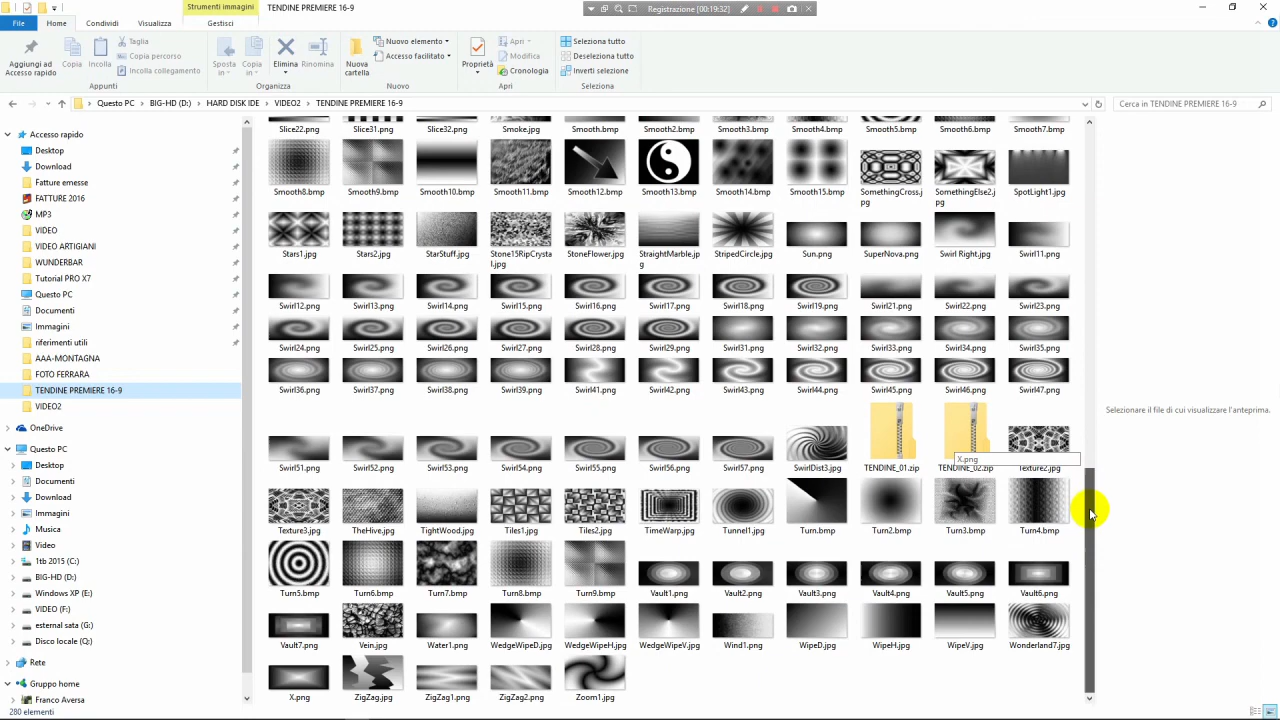 Strumenti immagini
TENDINE PREMIERE 16-9
Registrazione [00:19:32]
File
Home
Condividi
Visualizza
Gestisci
Aggiungi ad
Accesso rapido
Copia
Incolla
Taglia
Copia percorso
Incolla collegamento
Appunti
Sposta
in
Copia
in
Elimina
Rinomina
Organizza
Nuova
cartella
Nuovo elemento
Accesso facilitato
Nuovo
Proprietà
Apri
Modifica
Cronologia
Apri
Seleziona tutto
Deseleziona tutto
Inverti selezione
Seleziona
Questo PC
BIG-HD (D:)
HARD DISK IDE
VIDEO2
TENDINE PREMIERE 16-9
Cerca in TENDINE PREMIERE 16-9
Accesso rapido
Desktop
Download
Fatture emesse
FATTURE 2016
MP3
VIDEO
VIDEO ARTIGIANI
WUNDERBAR
Tutorial PRO X7
Questo PC
Documenti
Immagini
riferimenti utili
AAA-MONTAGNA
FOTO FERRARA
TENDINE PREMIERE 16-9
VIDEO2
OneDrive
Questo PC
Desktop
Documenti
Download
Immagini
Musica
Video
1tb 2015 (C:)
BIG-HD (D:)
Windows XP (E:)
VIDEO (F:)
esternal sata (G:)
Disco locale (Q:)
Rete
Gruppo home
Franco Aversa
280 elementi
Slice22.png Slice31.png Slice32.png Smoke.jpg Smooth.bmp Smooth2.bmp Smooth3.bmp Smooth4.bmp Smooth5.bmp Smooth6.bmp Smooth7.bmp
Smooth8.bmp Smooth9.bmp Smooth10.bmp Smooth11.bmp Smooth12.bmp Smooth13.bmp Smooth14.bmp Smooth15.bmp SomethingCross.j SomethingElse2.j SpotLight1.jpg
pg pg
Stars1.jpg Stars2.jpg StarStuff.jpg Stone15RipCrysta StoneFlower.jpg StraightMarble.jp StripedCircle.jpg Sun.png SuperNova.png Swirl Right.jpg Swirl11.png
l.jpg g
Swirl12.png Swirl13.png Swirl14.png Swirl15.png Swirl16.png Swirl17.png Swirl18.png Swirl19.png Swirl21.png Swirl22.png Swirl23.png
Swirl24.png Swirl25.png Swirl26.png Swirl27.png Swirl28.png Swirl29.png Swirl31.png Swirl32.png Swirl33.png Swirl34.png Swirl35.png
Swirl36.png Swirl37.png Swirl38.png Swirl39.png Swirl41.png Swirl42.png Swirl43.png Swirl44.png Swirl45.png Swirl46.png Swirl47.png
X.png
Swirl51.png Swirl52.png Swirl53.png Swirl54.png Swirl55.png Swirl56.png Swirl57.png SwirlDist3.jpg TENDINE_01.zip TENDINE_02.zip Texture2.jpg
Texture3.jpg TheHive.jpg TightWood.jpg Tiles1.jpg Tiles2.jpg TimeWarp.jpg Tunnel1.jpg Turn.bmp Turn2.bmp Turn3.bmp Turn4.bmp
Turn5.bmp Turn6.bmp Turn7.bmp Turn8.bmp Turn9.bmp Vault1.png Vault2.png Vault3.png Vault4.png Vault5.png Vault6.png
Vault7.png Vein.jpg Water1.png WedgeWipeD.jpg WedgeWipeH.jpg WedgeWipeV.jpg Wind1.png WipeD.jpg WipeH.jpg WipeV.jpg Wonderland7.jpg
X.png ZigZag.jpg ZigZag1.png ZigZag2.png Zoom1.jpg
Selezionare il file di cui visualizzare l'anteprima.